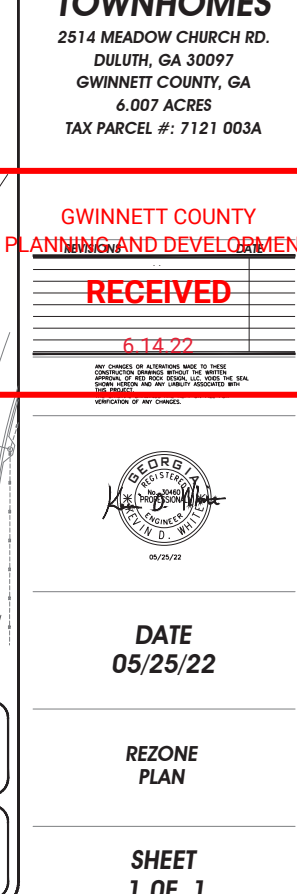 TOWNHOMES
2514 MEADOW CHURCH RD.
DULUTH, GA 30097
GWINNETT COUNTY, GA
6.007 ACRES
TAX PARCEL #: 7121 003A
GWINNETT COUNTY
PLANNING AND DEVELOPMEN
REVISIONS DATE
RECEIVED
6.14.22
ANY CHANGES OR ALTERATIONS MADE TO THESE
CONSTRUCTION DRAWINGS WITHOUT THE WRITTEN
APPROVAL OF RED ROCK DESIGN, LLC. VOIDS THE SEAL
SHOWN HEREON AND ANY LIABILITY ASSOCIATED WITH
THIS PROJECT.
VERIFICATION OF ANY CHANGES.
GEORGIA
REGISTERED
No. 30460
PROFESSIONAL
ENGINEER
KEVIN D. WHITE
05/25/22
DATE
05/25/22
REZONE
PLAN
SHEET
1 OF 1